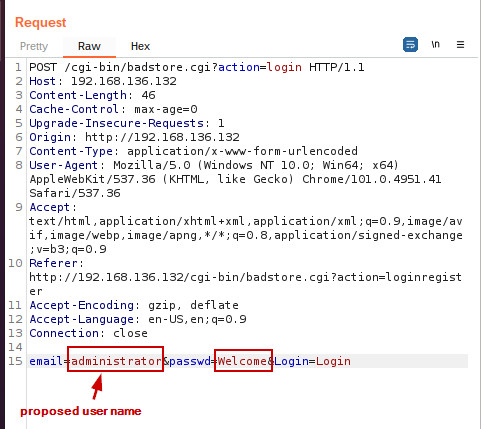 Request
Pretty Raw Hex \n
1 POST /cgi-bin/badstore.cgi?action=login HTTP/1.1
2 Host: 192.168.136.132
3 Content-Length: 46
4 Cache-Control: max-age=0
5 Upgrade-Insecure-Requests: 1
6 Origin: http://192.168.136.132
7 Content-Type: application/x-www-form-urlencoded
8 User-Agent: Mozilla/5.0 (Windows NT 10.0; Win64; x64)
AppleWebKit/537.36 (KHTML, like Gecko) Chrome/101.0.4951.41
Safari/537.36
9 Accept:
text/html,application/xhtml+xml,application/xml;q=0.9,image/av
if,image/webp,image/apng,*/*;q=0.8,application/signed-exchange
;v=b3;q=0.9
10 Referer:
http://192.168.136.132/cgi-bin/badstore.cgi?action=loginregist
er
11 Accept-Encoding: gzip, deflate
12 Accept-Language: en-US,en;q=0.9
13 Connection: close
14
15 email=administrator&passwd=Welcome&Login=Login
proposed username